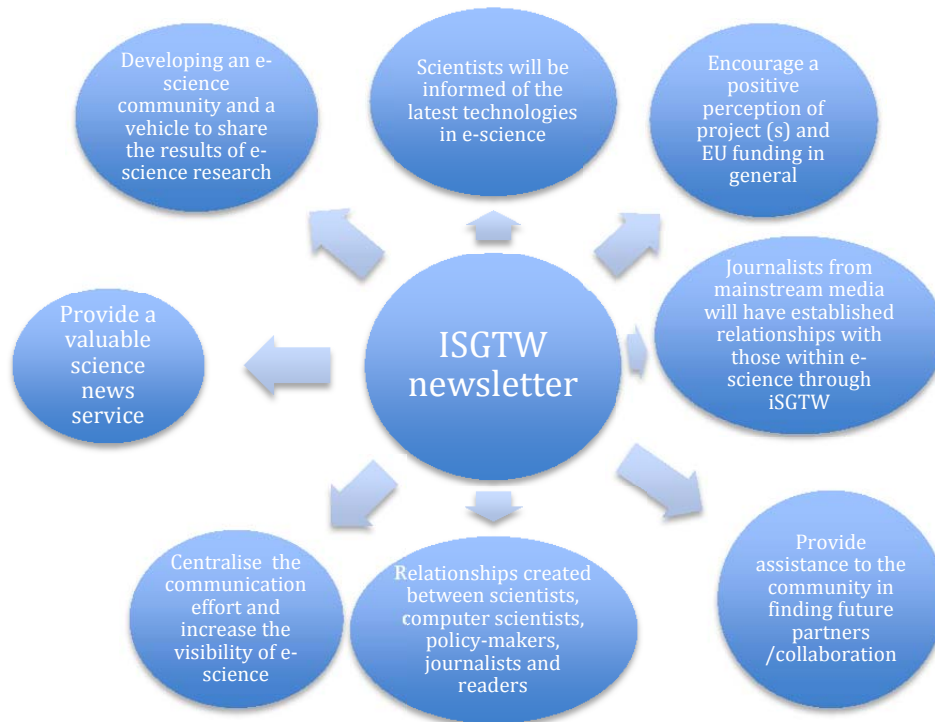 Developing an e-
science
community and a
vehicle to share
the results of e-
science research
Scientists will be
informed of the
latest technologies
in e-science
Encourage a
positive
perception of
project (s) and
EU funding in
general
Provide a
valuable
science
news
service
ISGTW
newsletter
Journalists from
mainstream media
will have established
relationships with
those within e-
science through
iSGTW
Centralise the
communication
effort and
increase the
visibility of e-
science
Relationships created
between scientists,
computer scientists,
policy-makers,
journalists and
readers
Provide
assistance to the
community in
finding future
partners
/collaboration